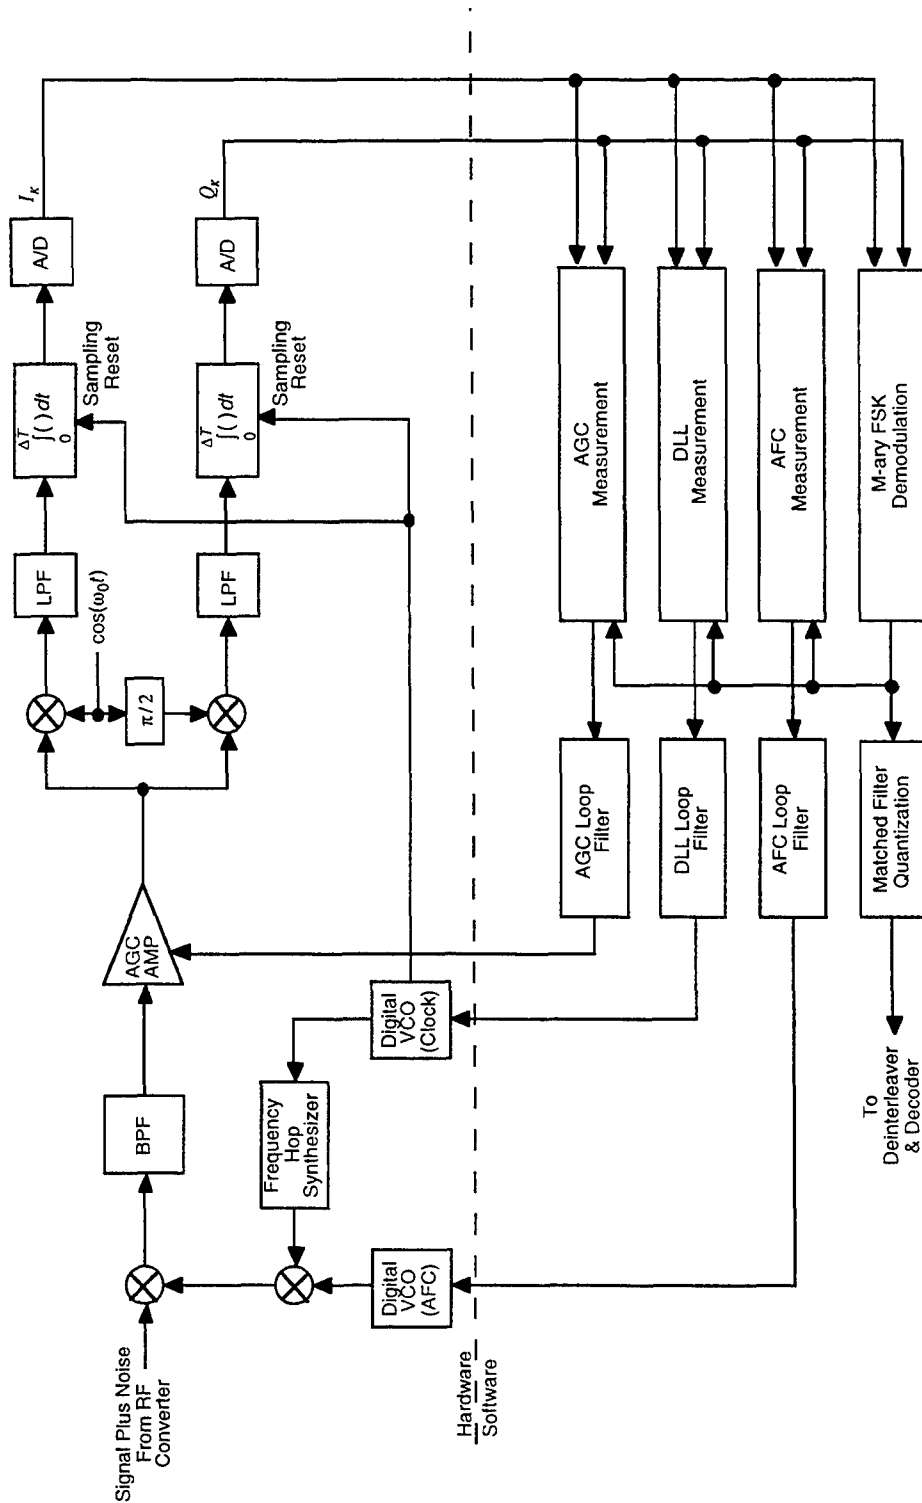 Signal Plus Noise
From RF
Converter
BPF
AGC
AMP
cos(ω₀t)
π/2
LPF
LPF
ΔT
∫( ) dt
0
Sampling
Reset
ΔT
∫( ) dt
0
Sampling
Reset
A/D
A/D
I_K
Q_K
Frequency
Hop
Synthesizer
Digital
VCO
(Clock)
Digital
VCO
(AFC)
Hardware
Software
AGC Loop
Filter
AGC
Measurement
DLL Loop
Filter
DLL
Measurement
AFC Loop
Filter
AFC
Measurement
To
Deinterleaver
& Decoder
Matched Filter
Quantization
M-ary FSK
Demodulation